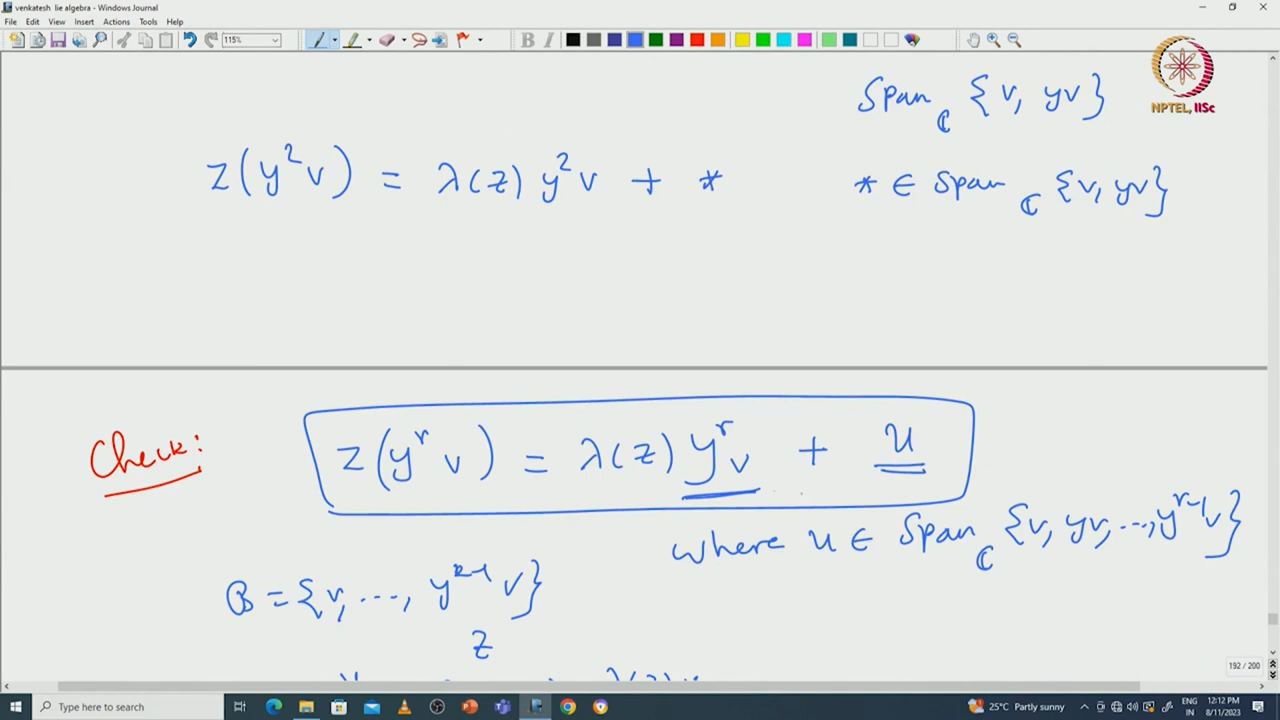 venkatesh lie algebra - Windows Journal
File Edit View Insert Actions Tools Help
115%
B I
NPTEL, IISc
Span_ℂ {v, yv}
z(y²v) = λ(z) y²v + * * ∈ Span_ℂ {v, yv}
Check: z(y^r v) = λ(z) y^r v + u
where u ∈ Span_ℂ {v, yv, ..., y^{r-1}v}
B = {v, ..., y^{k-1} v}
z
192 / 200
Type here to search
25°C Partly sunny
ENG
IN
12:12 PM
8/11/2023